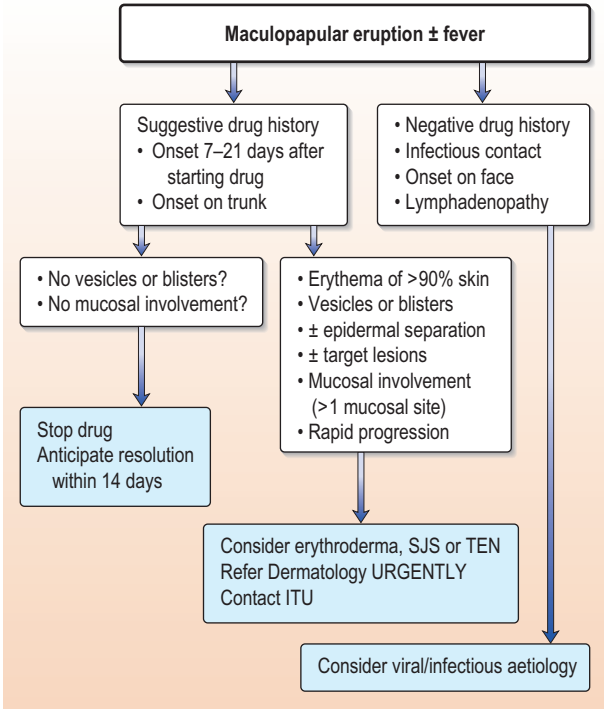 Maculopapular eruption ± fever
Suggestive drug history
• Onset 7–21 days after
starting drug
• Onset on trunk
• Negative drug history
• Infectious contact
• Onset on face
• Lymphadenopathy
• No vesicles or blisters?
• No mucosal involvement?
• Erythema of >90% skin
• Vesicles or blisters
• ± epidermal separation
• ± target lesions
• Mucosal involvement
(>1 mucosal site)
• Rapid progression
Stop drug
Anticipate resolution
within 14 days
Consider erythroderma, SJS or TEN
Refer Dermatology URGENTLY
Contact ITU
Consider viral/infectious aetiology